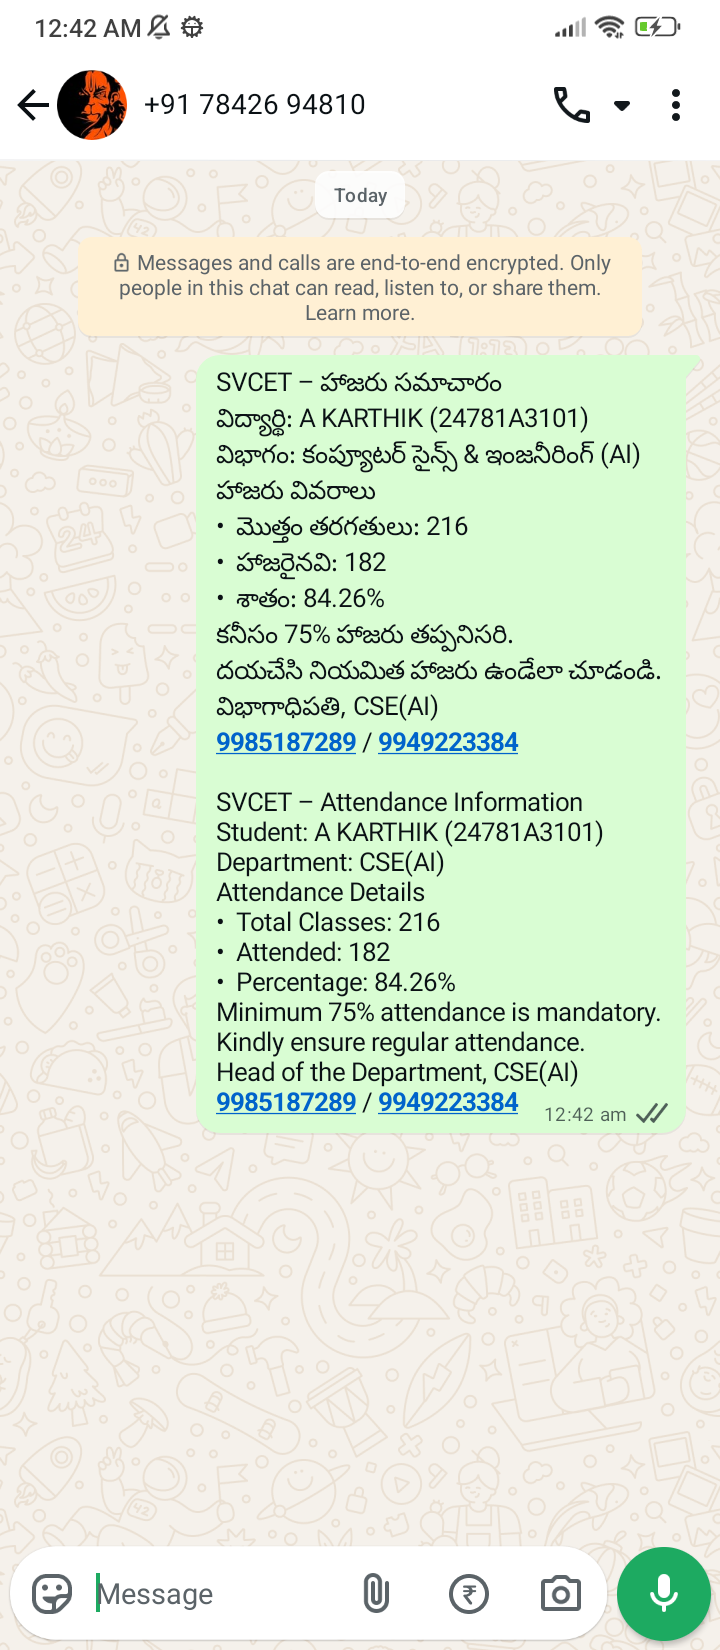 12:42 AM
+91 78426 94810
Today
Messages and calls are end-to-end encrypted. Only
people in this chat can read, listen to, or share them.
Learn more.
SVCET – హాజరు సమాచారం
విద్యార్థి: A KARTHIK (24781A3101)
విభాగం: కంప్యూటర్ సైన్స్ & ఇంజనీరింగ్ (AI)
హాజరు వివరాలు
• మొత్తం తరగతులు: 216
• హాజరైనవి: 182
• శాతం: 84.26%
కనీసం 75% హాజరు తప్పనిసరి.
దయచేసి నియమిత హాజరు ఉండేలా చూడండి.
విభాగాధిపతి, CSE(AI)
9985187289 / 9949223384
SVCET – Attendance Information
Student: A KARTHIK (24781A3101)
Department: CSE(AI)
Attendance Details
• Total Classes: 216
• Attended: 182
• Percentage: 84.26%
Minimum 75% attendance is mandatory.
Kindly ensure regular attendance.
Head of the Department, CSE(AI)
9985187289 / 9949223384
12:42 am
Message